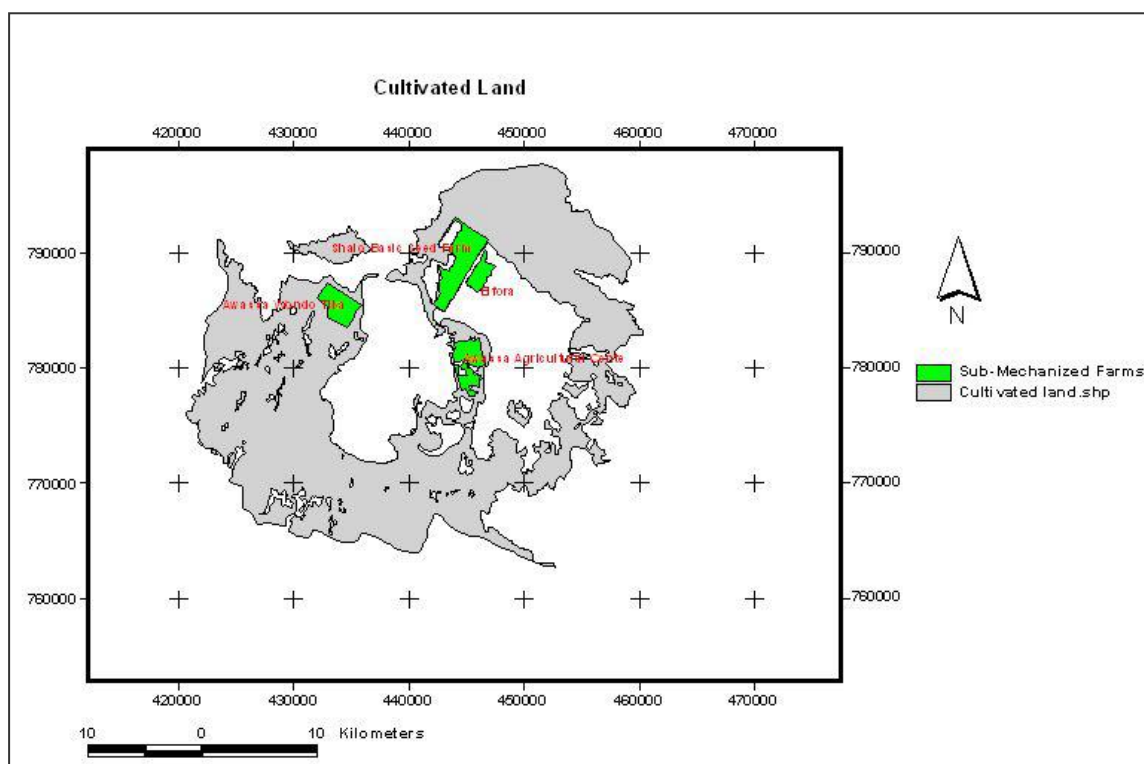 Cultivated Land
420000 430000 440000 450000 460000 470000
790000 790000
Shalo Basic Seed Farm
Elfora
Awassa Wondo Tika
N
780000 780000
Awassa Agricultural Cente
Sub-Mechanized Farms
Cultivated land.shp
770000 770000
760000 760000
420000 430000 440000 450000 460000 470000
10 0 10 Kilometers